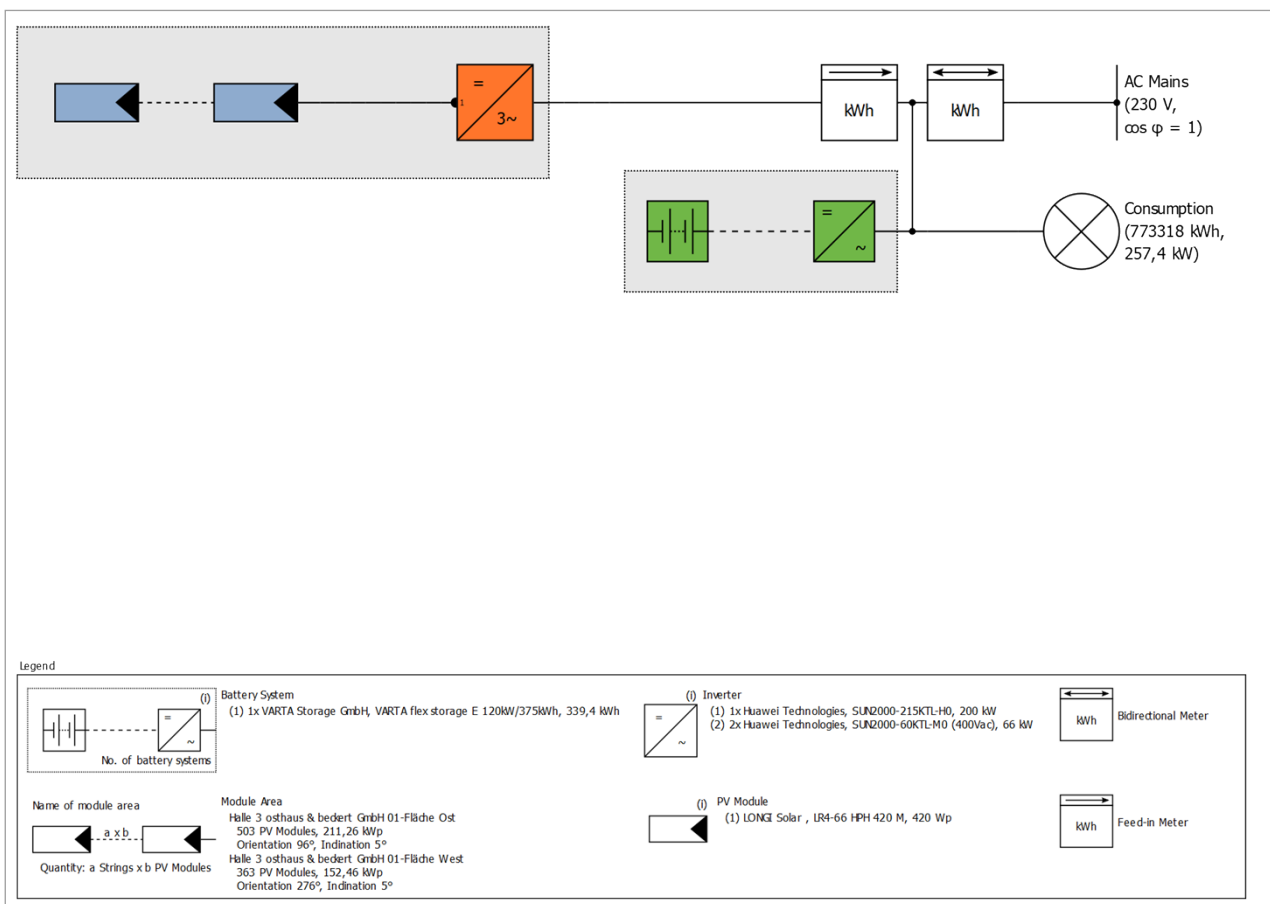 =
1
3~
kWh
kWh
AC Mains
(230 V,
cos φ = 1)
=
~
Consumption
(773318 kWh,
257,4 kW)
Legend
(i)
Battery System
(1) 1x VARTA Storage GmbH, VARTA flex storage E 120kW/375kWh, 339,4 kWh
=
~
No. of battery systems
(i) Inverter
(1) 1x Huawei Technologies, SUN2000-215KTL-H0, 200 kW
(2) 2x Huawei Technologies, SUN2000-60KTL-M0 (400Vac), 66 kW
=
~
kWh
Bidirectional Meter
Name of module area
a x b
Quantity: a Strings x b PV Modules
Module Area
Halle 3 osthaus & beckert GmbH 01-Fläche Ost
503 PV Modules, 211,26 kWp
Orientation 96°, Inclination 5°
Halle 3 osthaus & beckert GmbH 01-Fläche West
363 PV Modules, 152,46 kWp
Orientation 276°, Inclination 5°
(i) PV Module
(1) LONGI Solar , LR4-66 HPH 420 M, 420 Wp
kWh
Feed-in Meter